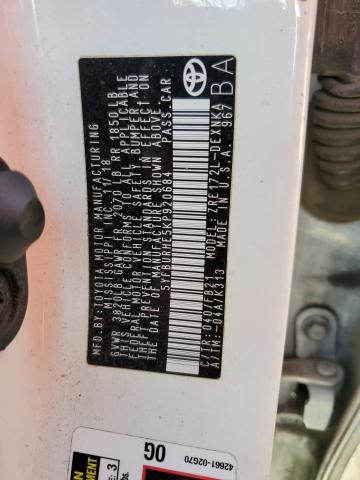 MFD.BY:TOYOTA MOTOR MANUFACTURING
MISSISSIPPI, INC. 11/18
GVWR 3820LB GAWR FR 2070 LB RR 1850LB
THIS VEHICLE CONFORMS TO ALL APPLICABLE
FEDERAL MOTOR VEHICLE SAFETY, BUMPER AND
THEFT PREVENTION STANDARDS IN EFFECT ON
THE DATE OF MANUFACTURE SHOWN ABOVE.
5YFBURHE5KP920684 PASS.CAR
C/TR:040/FB21 MODEL: ZRE172L-DEXNKA
A/TM:-04A/K313 MADE IN U.S.A. 967
BA
TOYOTA
42661-02G70
0G